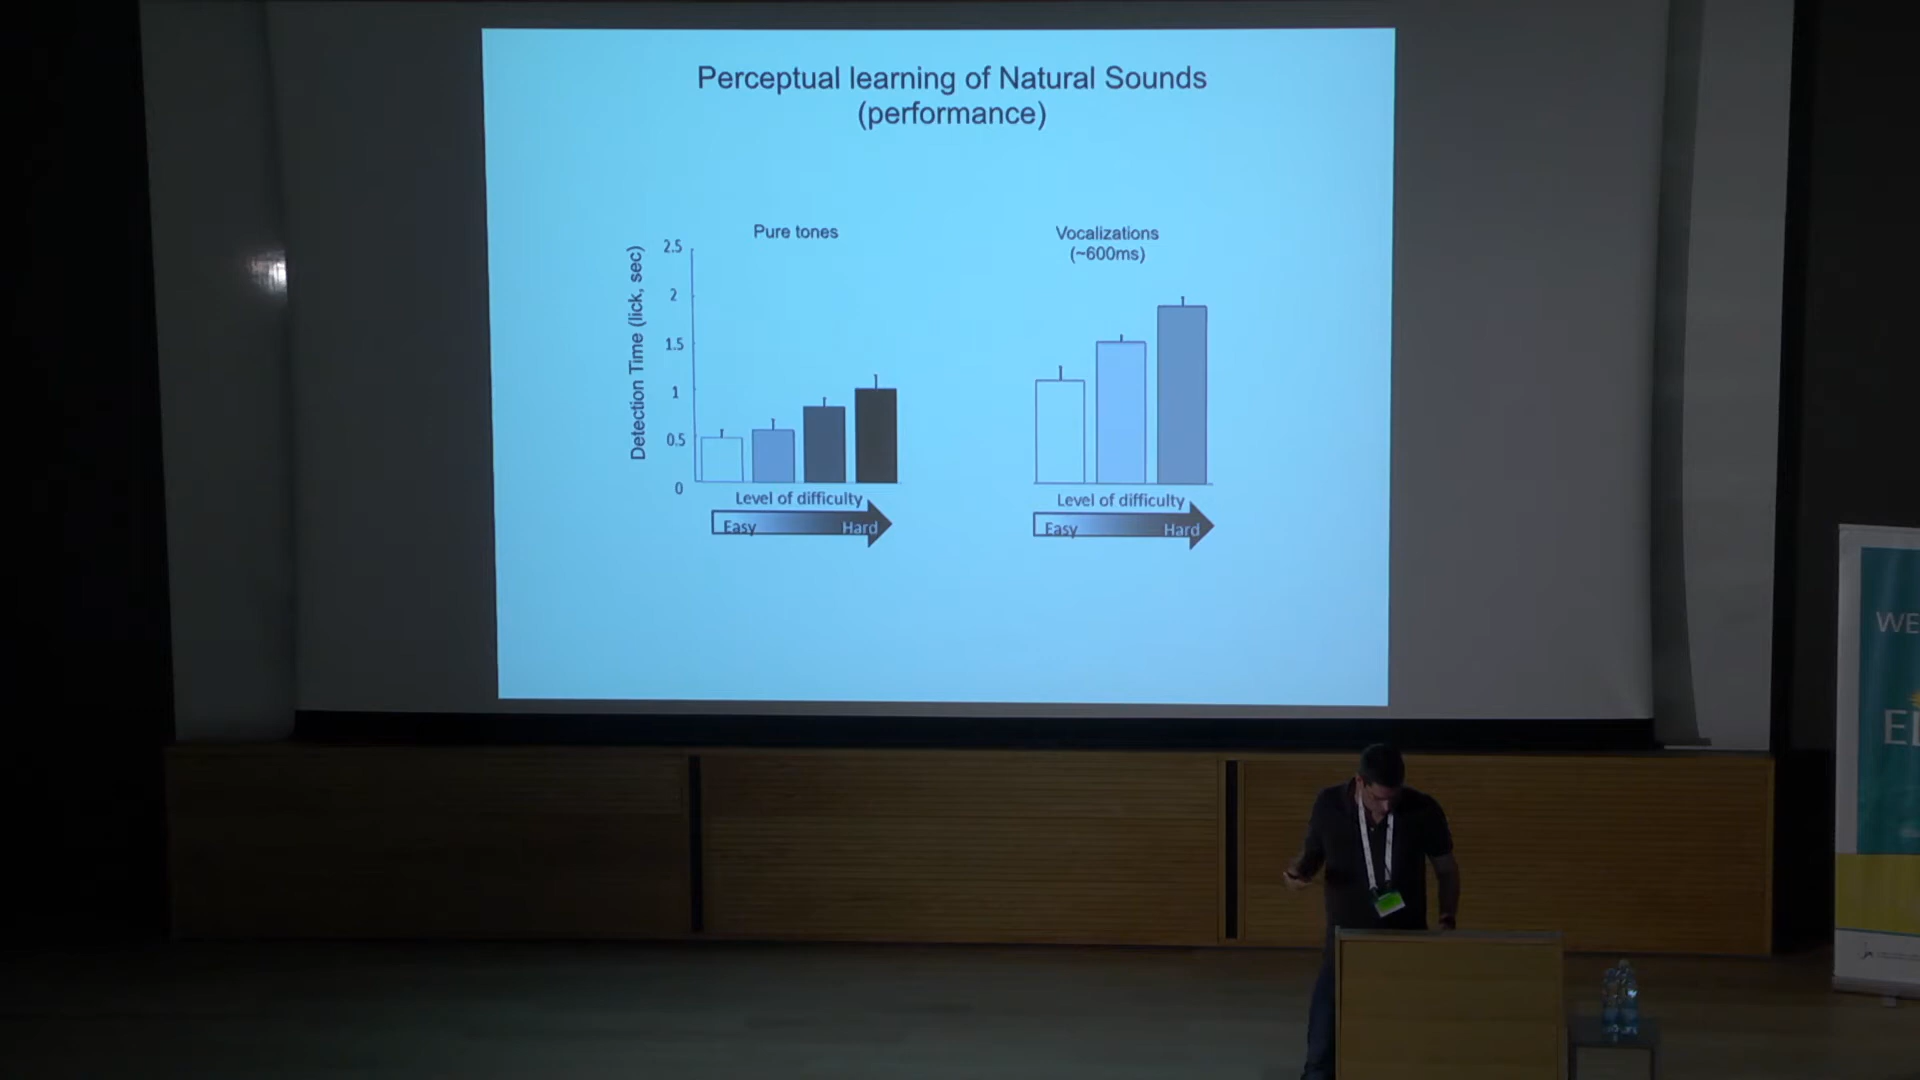 Perceptual learning of Natural Sounds
(performance)
Pure tones
Detection Time (lick, sec)
2.5
2
1.5
1
0.5
0
Level of difficulty
Easy
Hard
Vocalizations
(~600ms)
Level of difficulty
Easy
Hard
WE